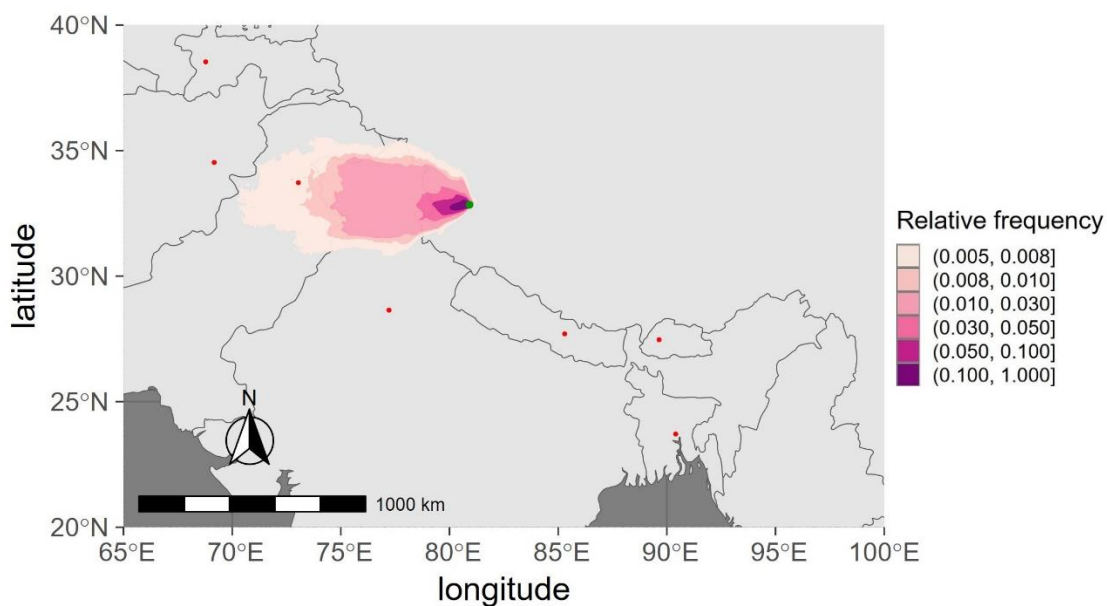 40°N
35°N
30°N
25°N
20°N
latitude
65°E 70°E 75°E 80°E 85°E 90°E 95°E 100°E
longitude
N
1000 km
Relative frequency
(0.005, 0.008]
(0.008, 0.010]
(0.010, 0.030]
(0.030, 0.050]
(0.050, 0.100]
(0.100, 1.000]